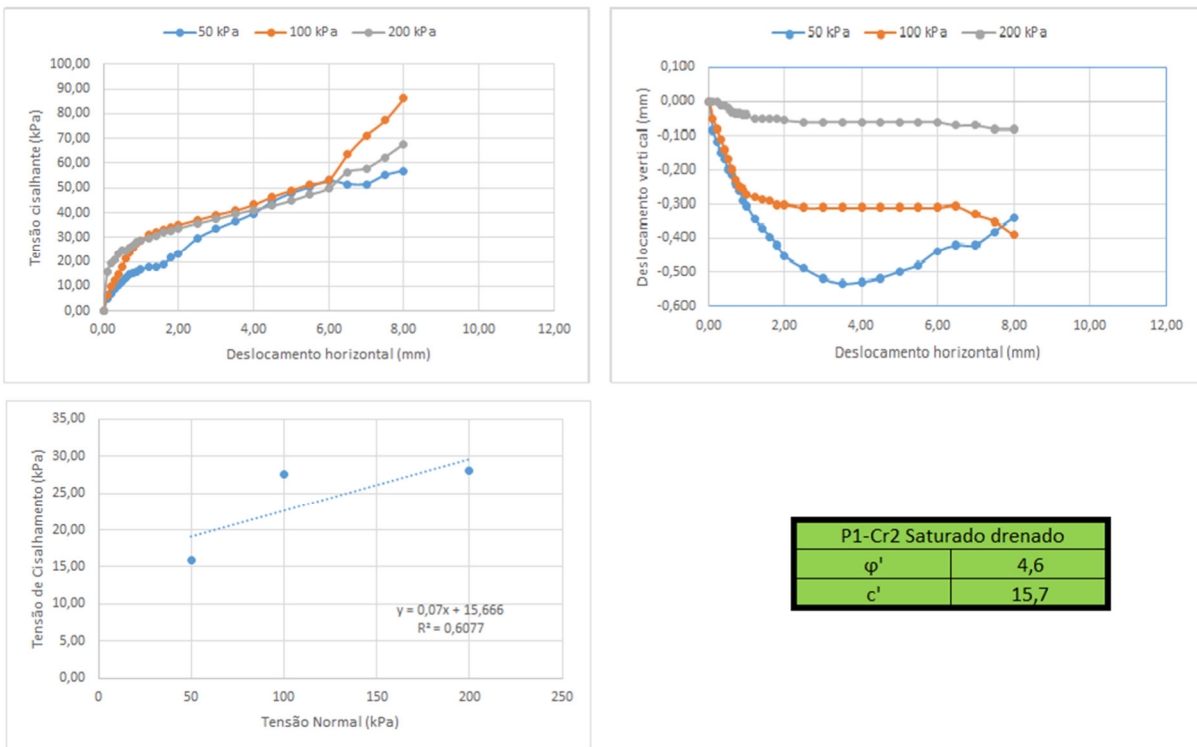 50 kPa 100 kPa 200 kPa
Tensão cisalhante (kPa)
100,00
90,00
80,00
70,00
60,00
50,00
40,00
30,00
20,00
10,00
0,00
0,00 2,00 4,00 6,00 8,00 10,00 12,00
Deslocamento horizontal (mm)
50 kPa 100 kPa 200 kPa
Deslocamento vertical (mm)
0,100
0,000
-0,100
-0,200
-0,300
-0,400
-0,500
-0,600
0,00 2,00 4,00 6,00 8,00 10,00 12,00
Deslocamento horizontal (mm)
Tensão de Cisalhamento (kPa)
35,00
30,00
25,00
20,00
15,00
10,00
5,00
0,00
y = 0,07x + 15,666
R² = 0,6077
0 50 100 150 200 250
Tensão Normal (kPa)
P1-Cr2 Saturado drenado
φ' 4,6
c' 15,7